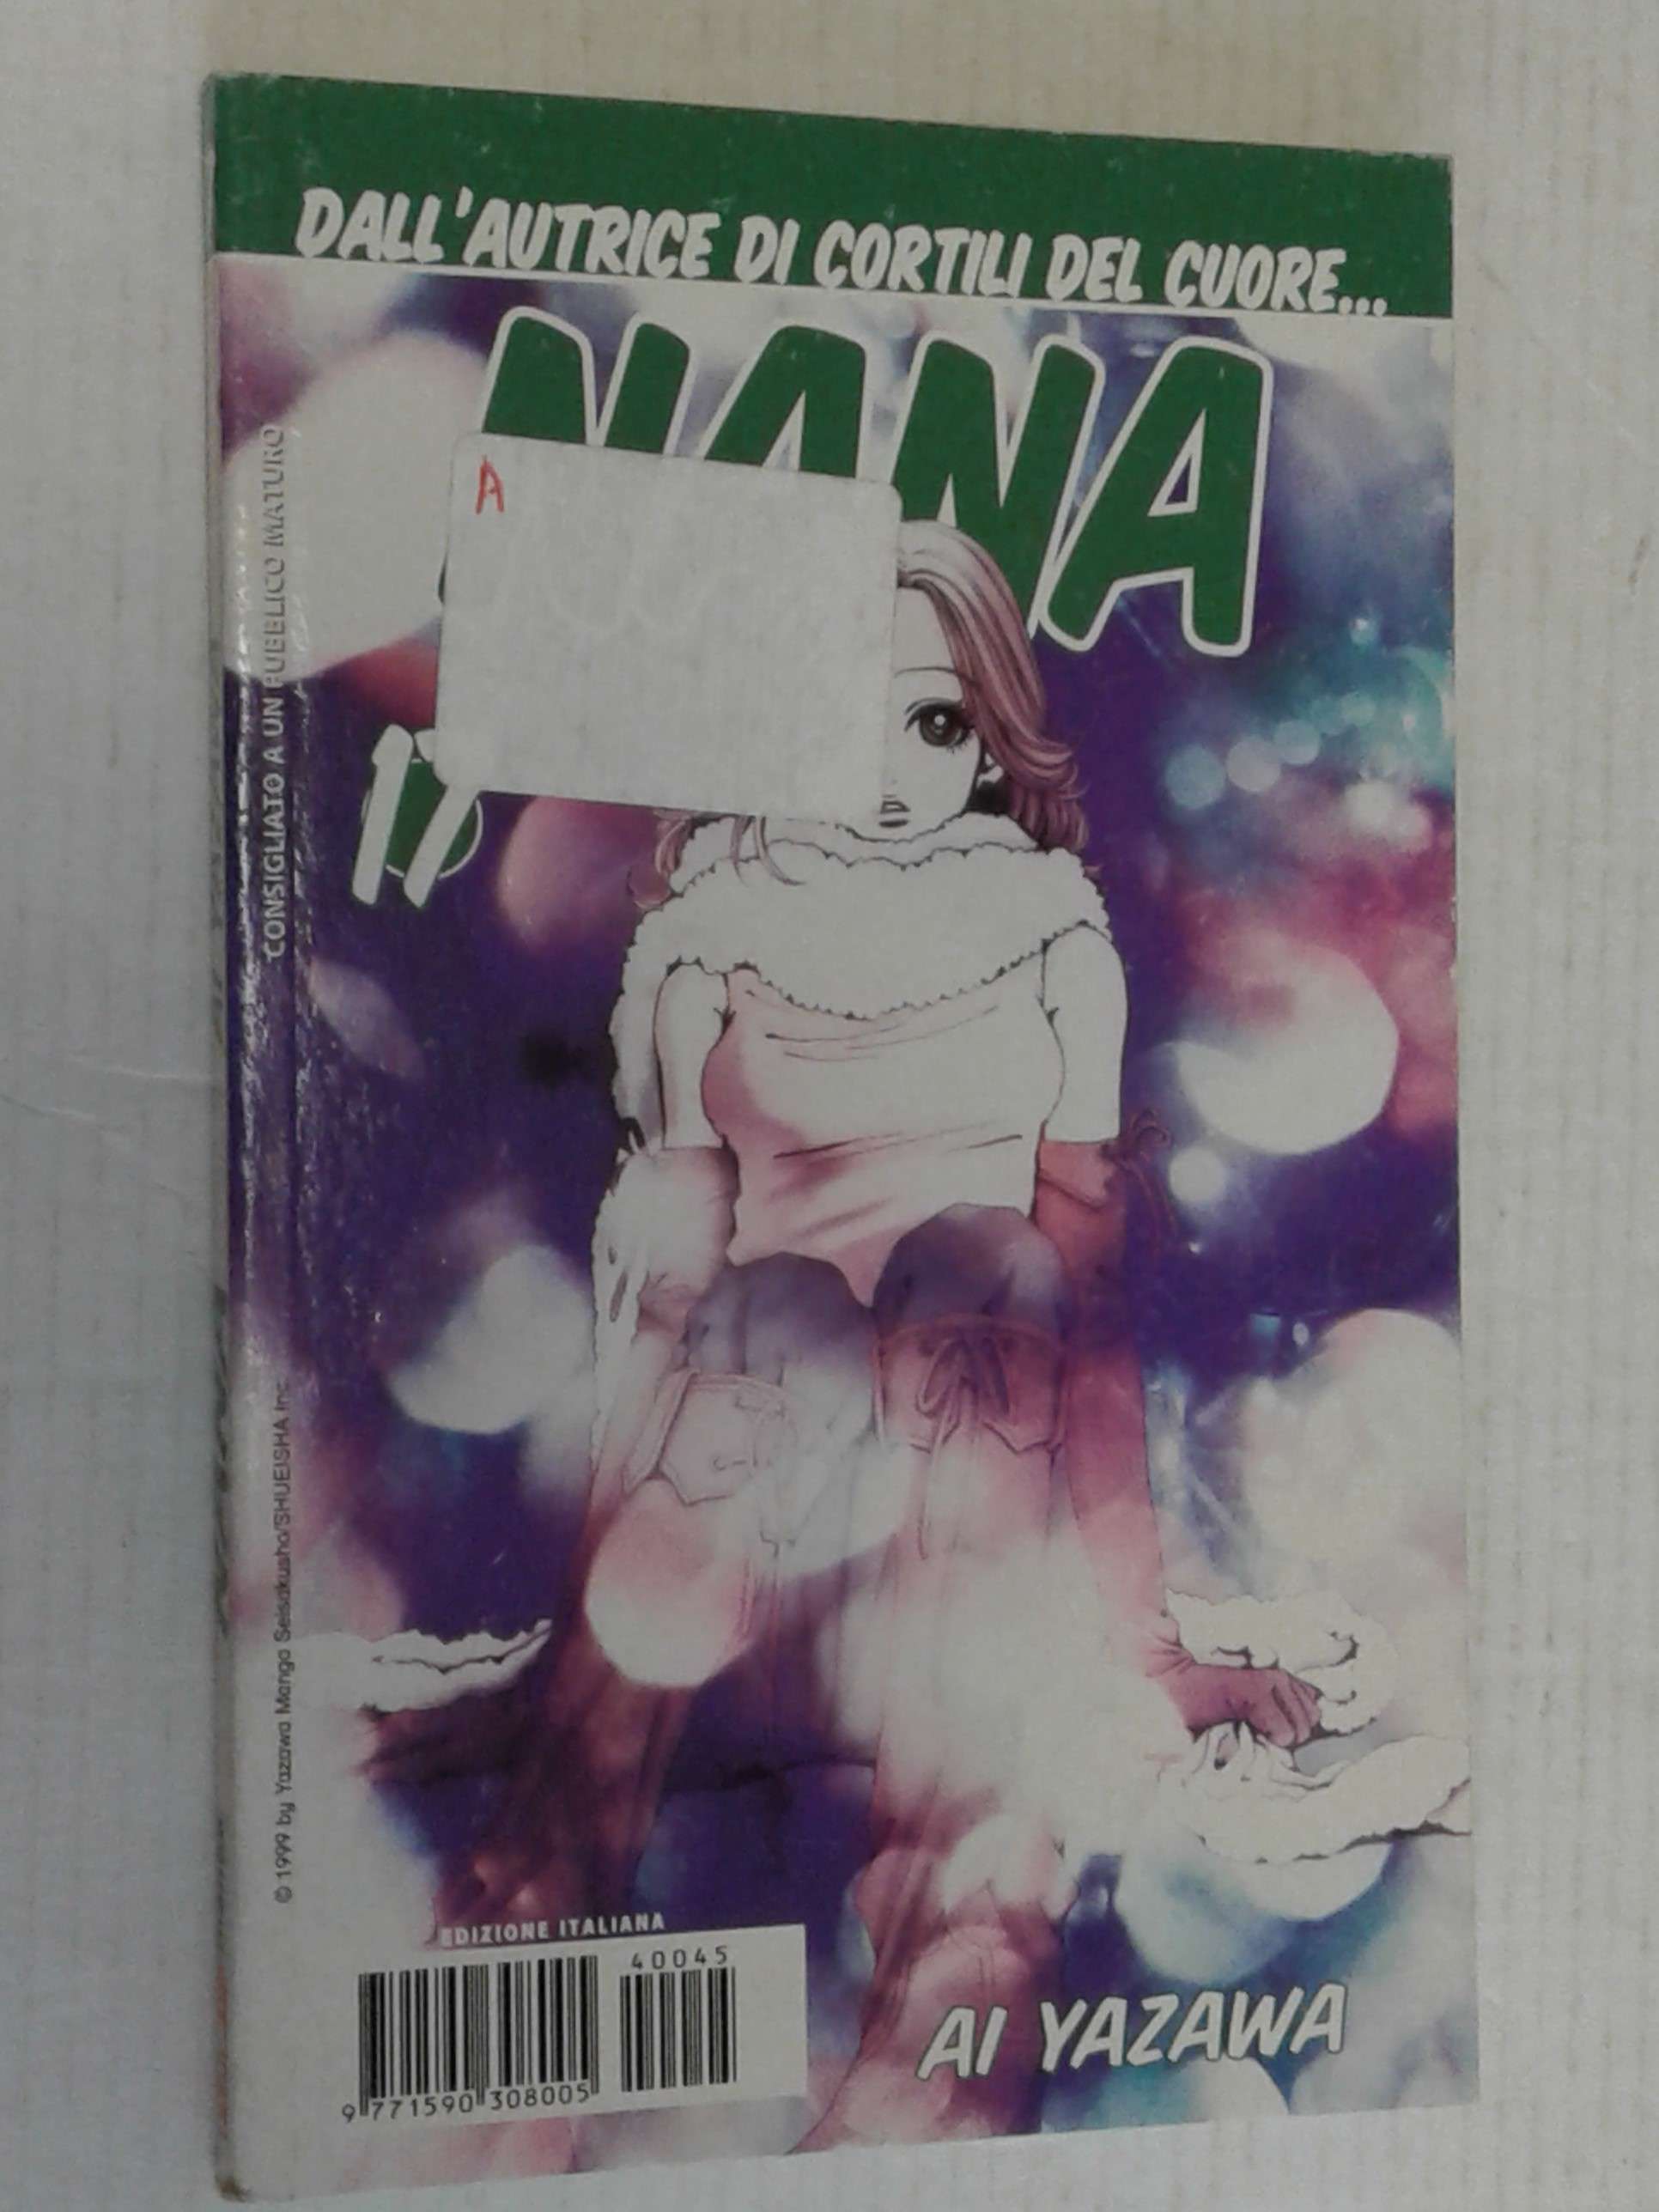 DALL'AUTRICE DI CORTILI DEL CUORE...
NANA
A
CONSIGLIATO A UN PUBBLICO MATURO
© 1999 by Yazawa Manga Seisakusho/SHUEISHA Inc.
EDIZIONE ITALIANA
40045
9 771590 308005
AI YAZAWA